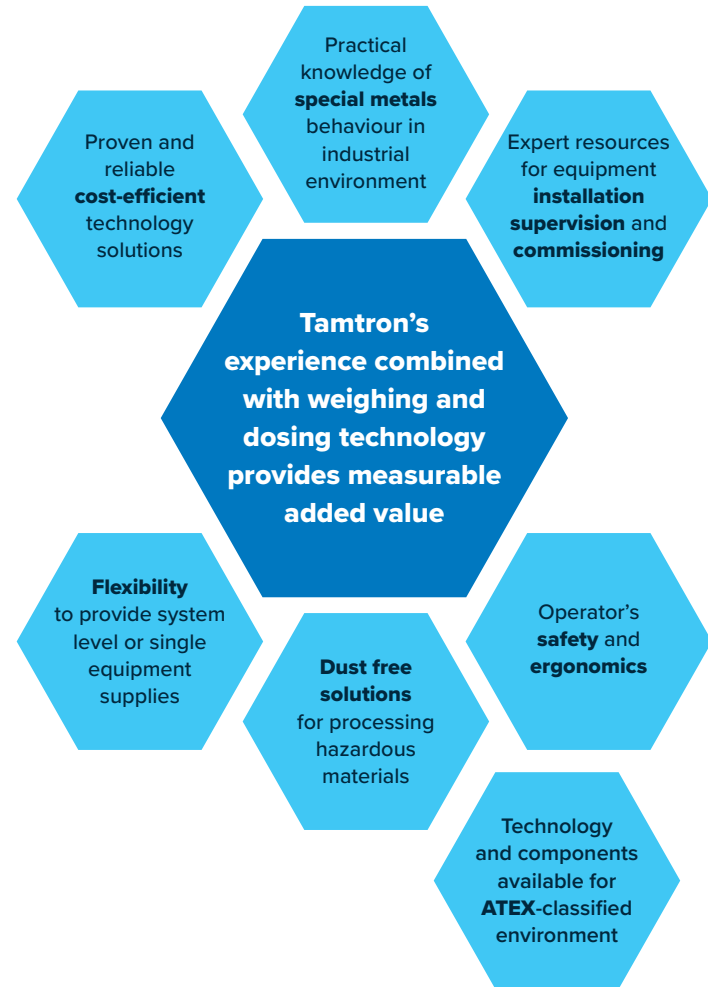 Practical
knowledge of
special metals
behaviour in
industrial
environment
Proven and
reliable
cost-efficient
technology
solutions
Expert resources
for equipment
installation
supervision and
commissioning
Tamtron’s
experience combined
with weighing and
dosing technology
provides measurable
added value
Flexibility
to provide system
level or single
equipment
supplies
Dust free
solutions
for processing
hazardous
materials
Operator’s
safety and
ergonomics
Technology
and components
available for
ATEX-classified
environment